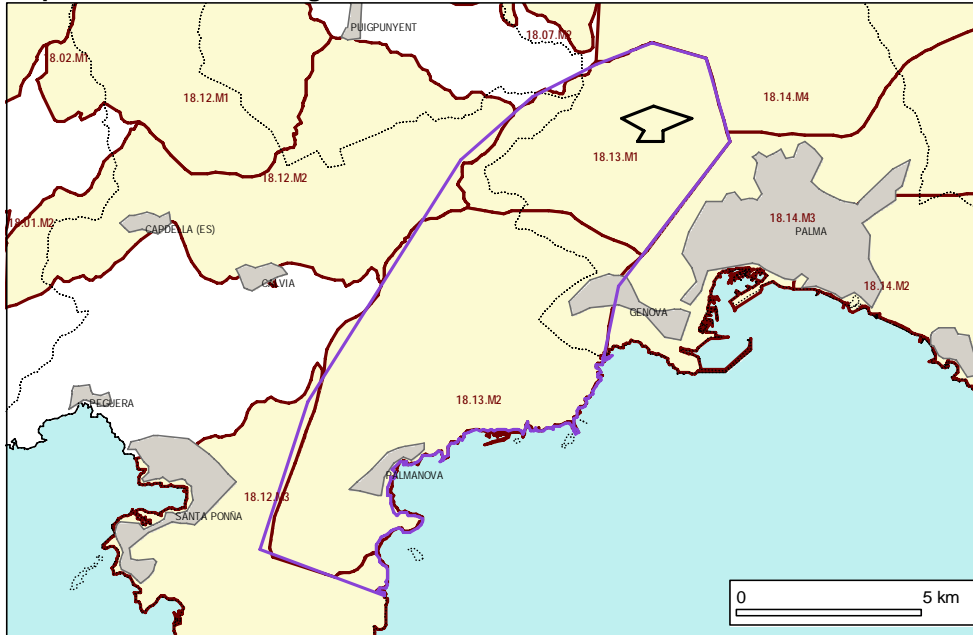 PUIGPUNYENT
18.07.M2
8.02.M1
18.12.M1
18.14.M4
18.13.M1
18.12.M2
18.01.M2
CAPDELLA (ES)
18.14.M3
PALMA
CALVIA
18.14.M2
GENOVA
PEGUERA
18.13.M2
PALMANOVA
18.12.M3
SANTA PONÑA
0 5 km